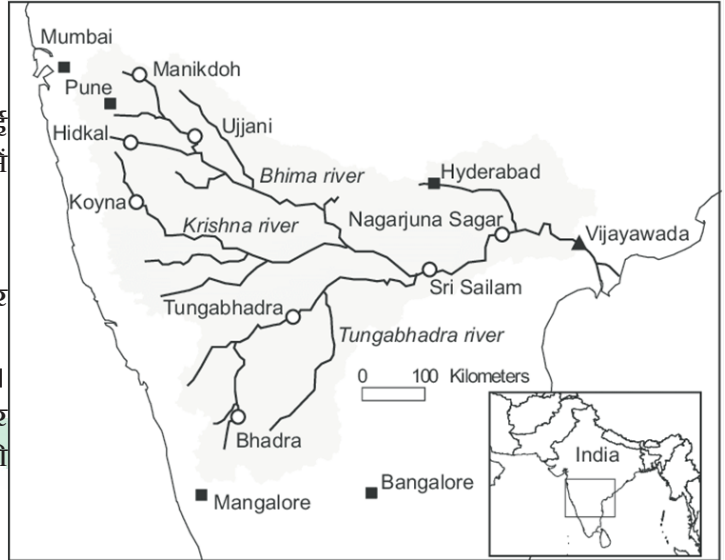 Mumbai
Manikdoh
Pune
Ujjani
Hidkal
Bhima river
Hyderabad
Koyna
Krishna river
Nagarjuna Sagar
Vijayawada
Sri Sailam
Tungabhadra
Tungabhadra river
0 100 Kilometers
Bhadra
India
Bangalore
Mangalore